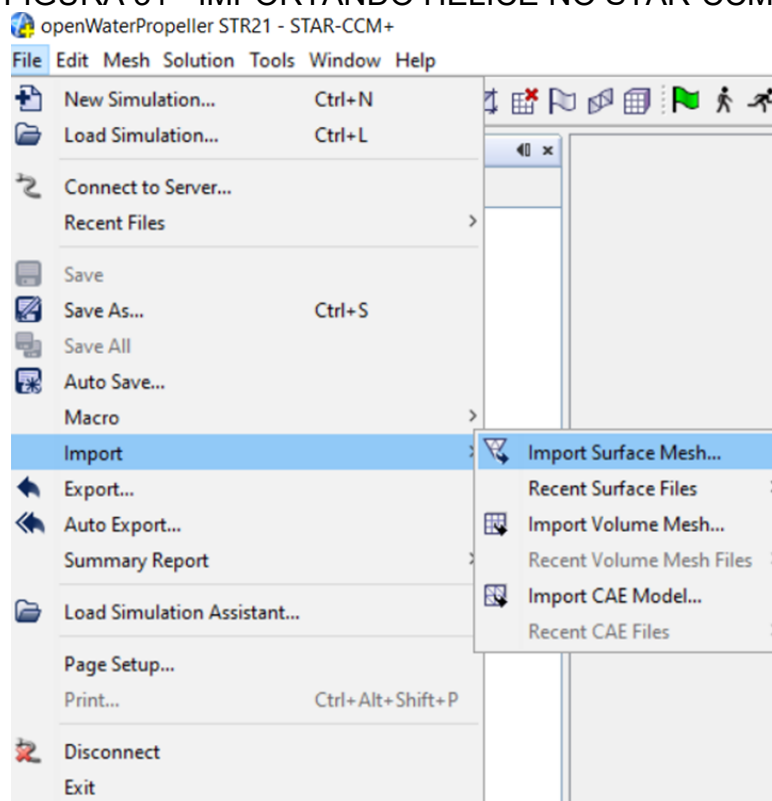 openWaterPropeller STR21 - STAR-CCM+
File Edit Mesh Solution Tools Window Help
New Simulation... Ctrl+N
Load Simulation... Ctrl+L
Connect to Server...
Recent Files >
Save
Save As... Ctrl+S
Save All
Auto Save...
Macro >
Import
Import Surface Mesh...
Export...
Recent Surface Files
Auto Export...
Import Volume Mesh...
Summary Report
Recent Volume Mesh Files
Load Simulation Assistant...
Import CAE Model...
Recent CAE Files
Page Setup...
Print... Ctrl+Alt+Shift+P
Disconnect
Exit